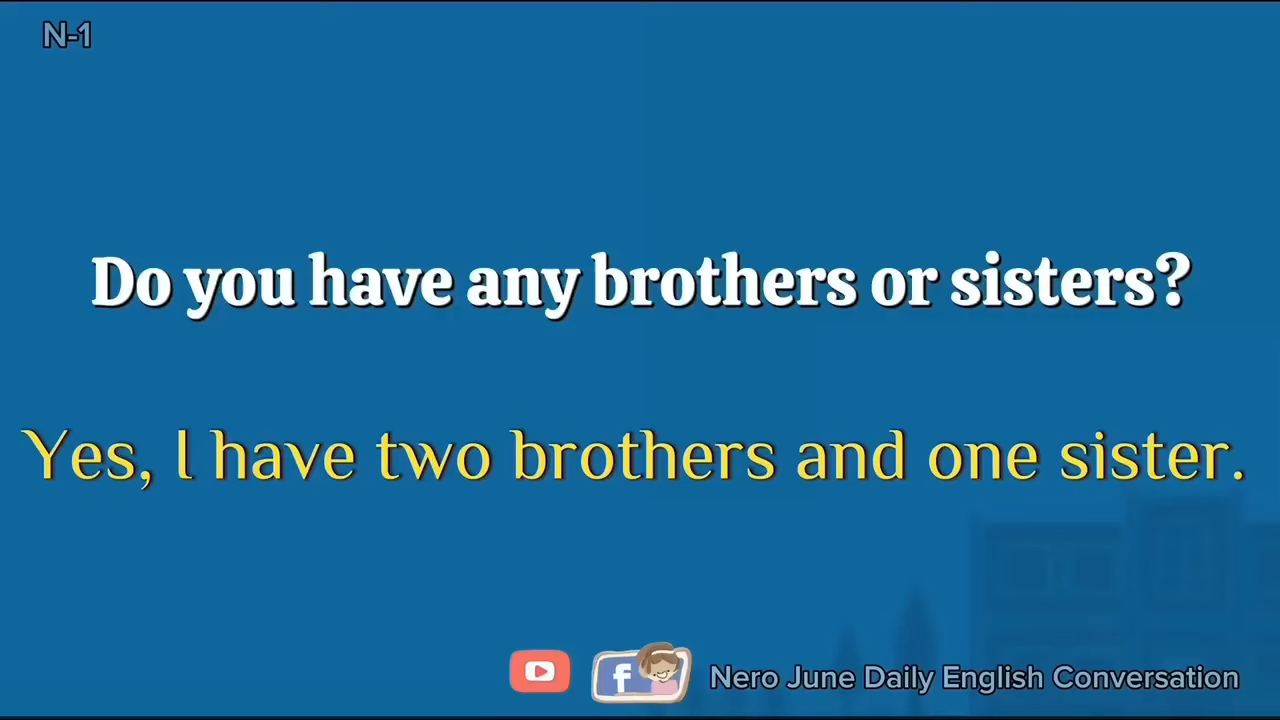 N-1
Do you have any brothers or sisters?
Yes, I have two brothers and one sister.
f Nero June Daily English Conversation